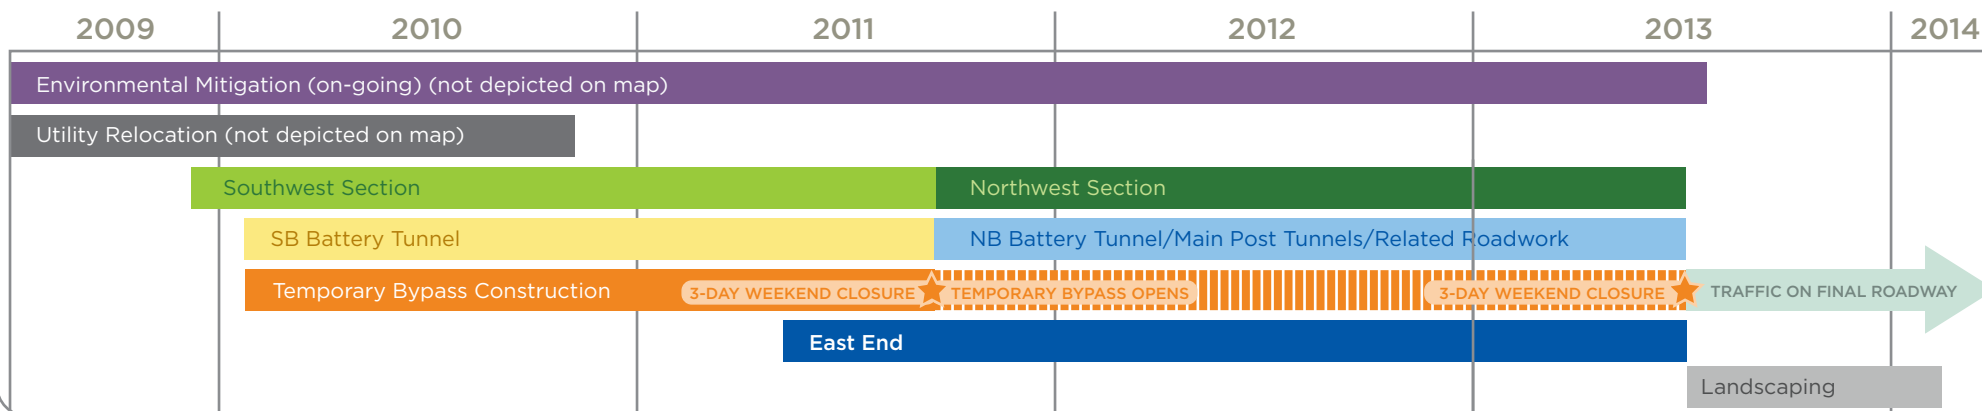 2009 2010 2011 2012 2013 2014
Environmental Mitigation (on-going) (not depicted on map)
Utility Relocation (not depicted on map)
Southwest Section Northwest Section
SB Battery Tunnel NB Battery Tunnel/Main Post Tunnels/Related Roadwork
Temporary Bypass Construction 3-DAY WEEKEND CLOSURE TEMPORARY BYPASS OPENS 3-DAY WEEKEND CLOSURE TRAFFIC ON FINAL ROADWAY
East End
Landscaping